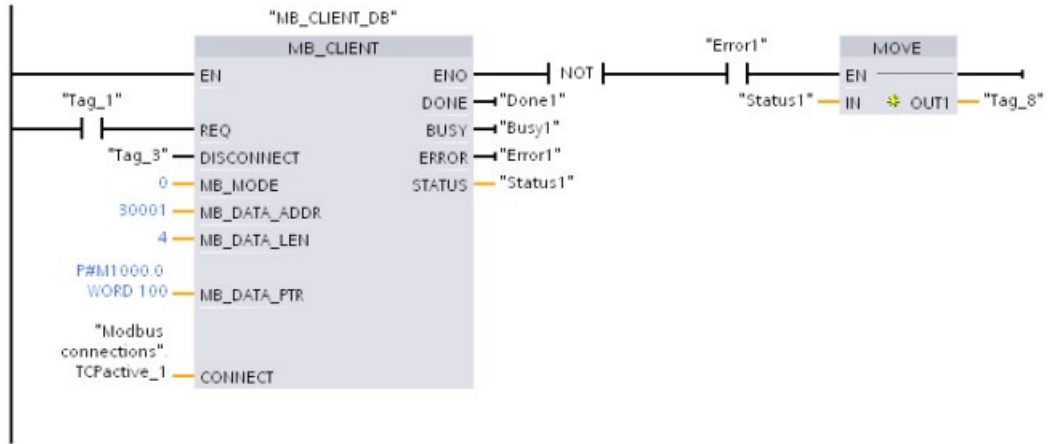 "MB_CLIENT_DB"
MB_CLIENT
"Error1"
MOVE
EN
ENO
NOT
EN
"Tag_1"
DONE
"Done1"
"Status1"
IN
OUT1
"Tag_8"
REQ
BUSY
"Busy1"
"Tag_3"
DISCONNECT
ERROR
"Error1"
0
MB_MODE
STATUS
"Status1"
30001
MB_DATA_ADDR
4
MB_DATA_LEN
P#M1000.0
WORD 100
MB_DATA_PTR
"Modbus
connections".
TCPactive_1
CONNECT